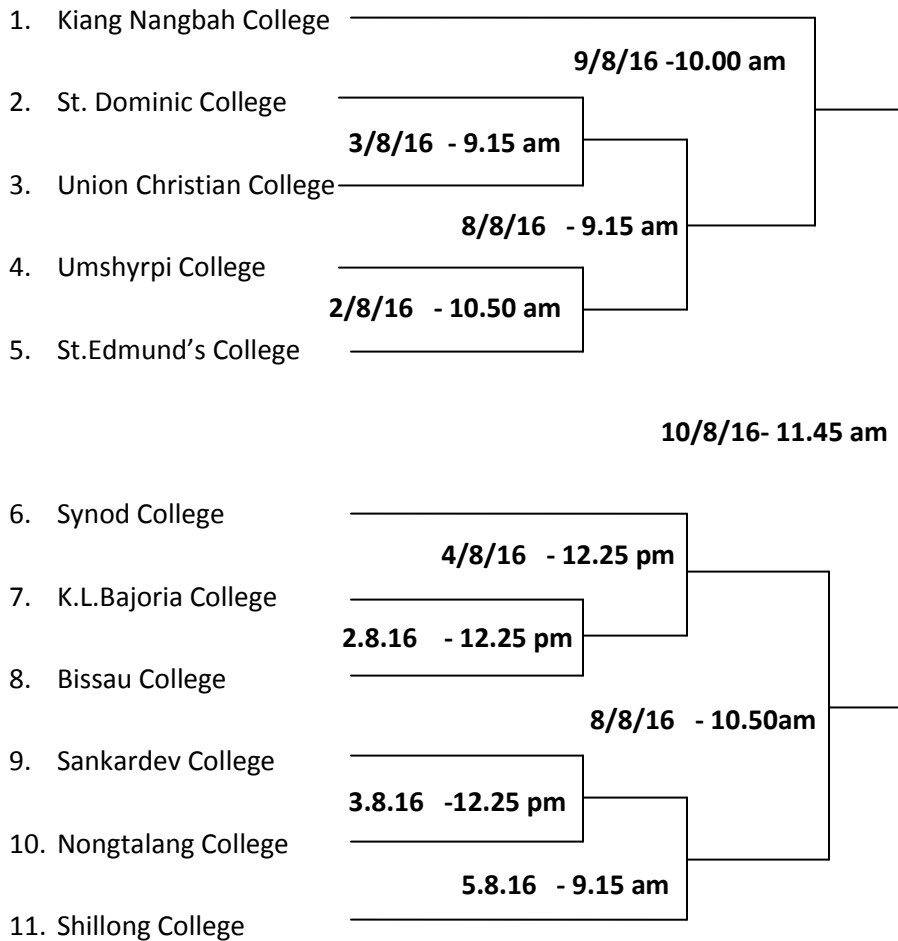 1. Kiang Nangbah College
9/8/16 -10.00 am
2. St. Dominic College
3/8/16 - 9.15 am
3. Union Christian College
8/8/16 - 9.15 am
4. Umshyrpi College
2/8/16 - 10.50 am
5. St.Edmund’s College
10/8/16- 11.45 am
6. Synod College
4/8/16 - 12.25 pm
7. K.L.Bajoria College
2.8.16 - 12.25 pm
8. Bissau College
8/8/16 - 10.50am
9. Sankardev College
3.8.16 -12.25 pm
10. Nongtalang College
5.8.16 - 9.15 am
11. Shillong College